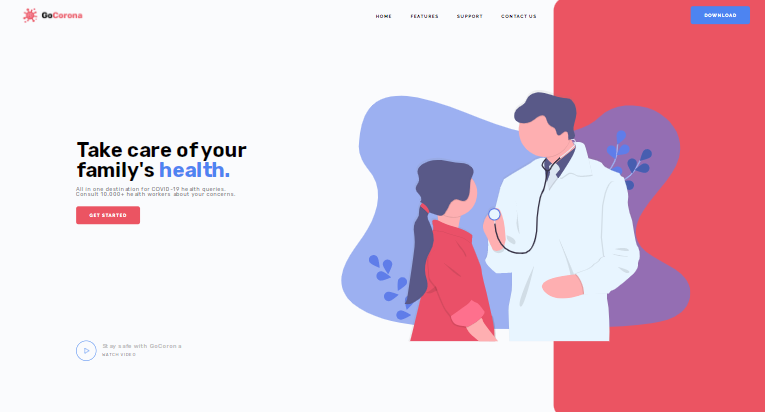 GoCorona
HOME FEATURES SUPPORT CONTACT US
DOWNLOAD
Take care of your
family's health.
All in one destination for COVID-19 health queries.
Consult 10,000+ health workers about your concerns.
GET STARTED
Stay safe with GoCorona
WATCH VIDEO